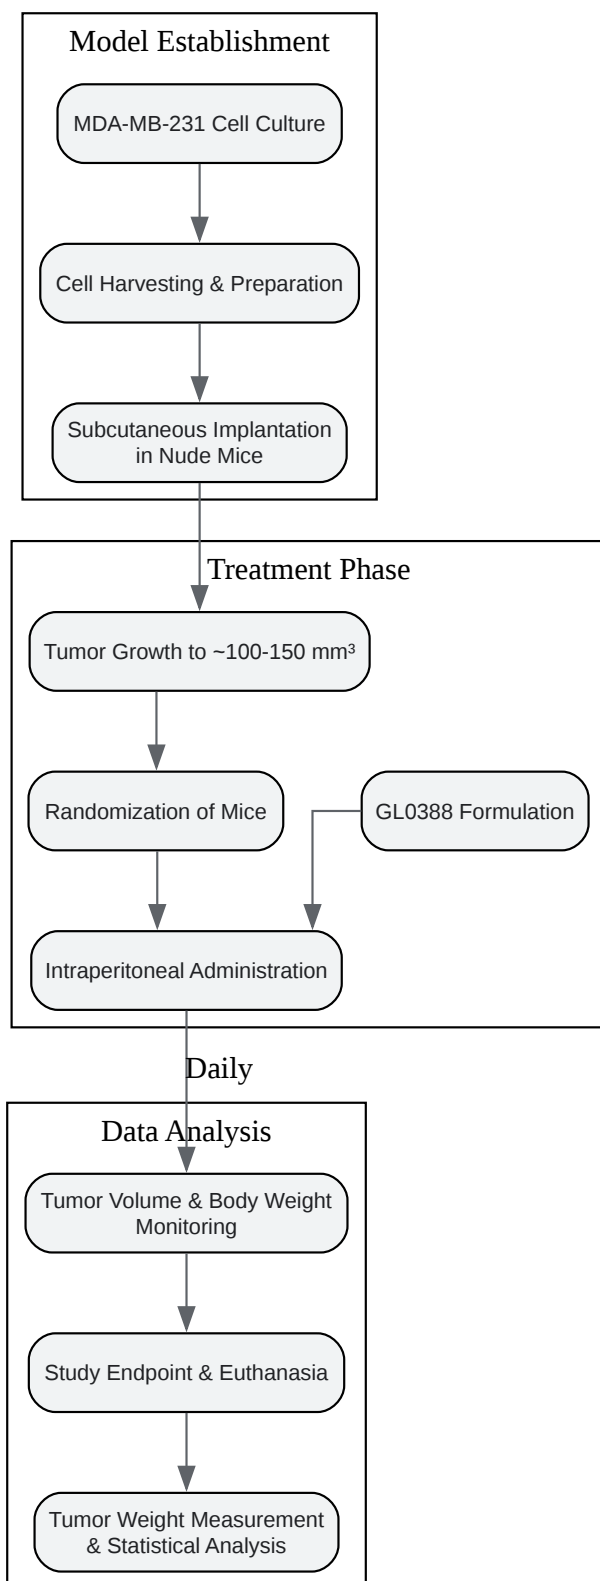 Model Establishment
MDA-MB-231 Cell Culture
Cell Harvesting & Preparation
Subcutaneous Implantation
in Nude Mice
Treatment Phase
Tumor Growth to ~100-150 mm³
Randomization of Mice
GL0388 Formulation
Intraperitoneal Administration
Daily
Data Analysis
Tumor Volume & Body Weight
Monitoring
Study Endpoint & Euthanasia
Tumor Weight Measurement
& Statistical Analysis